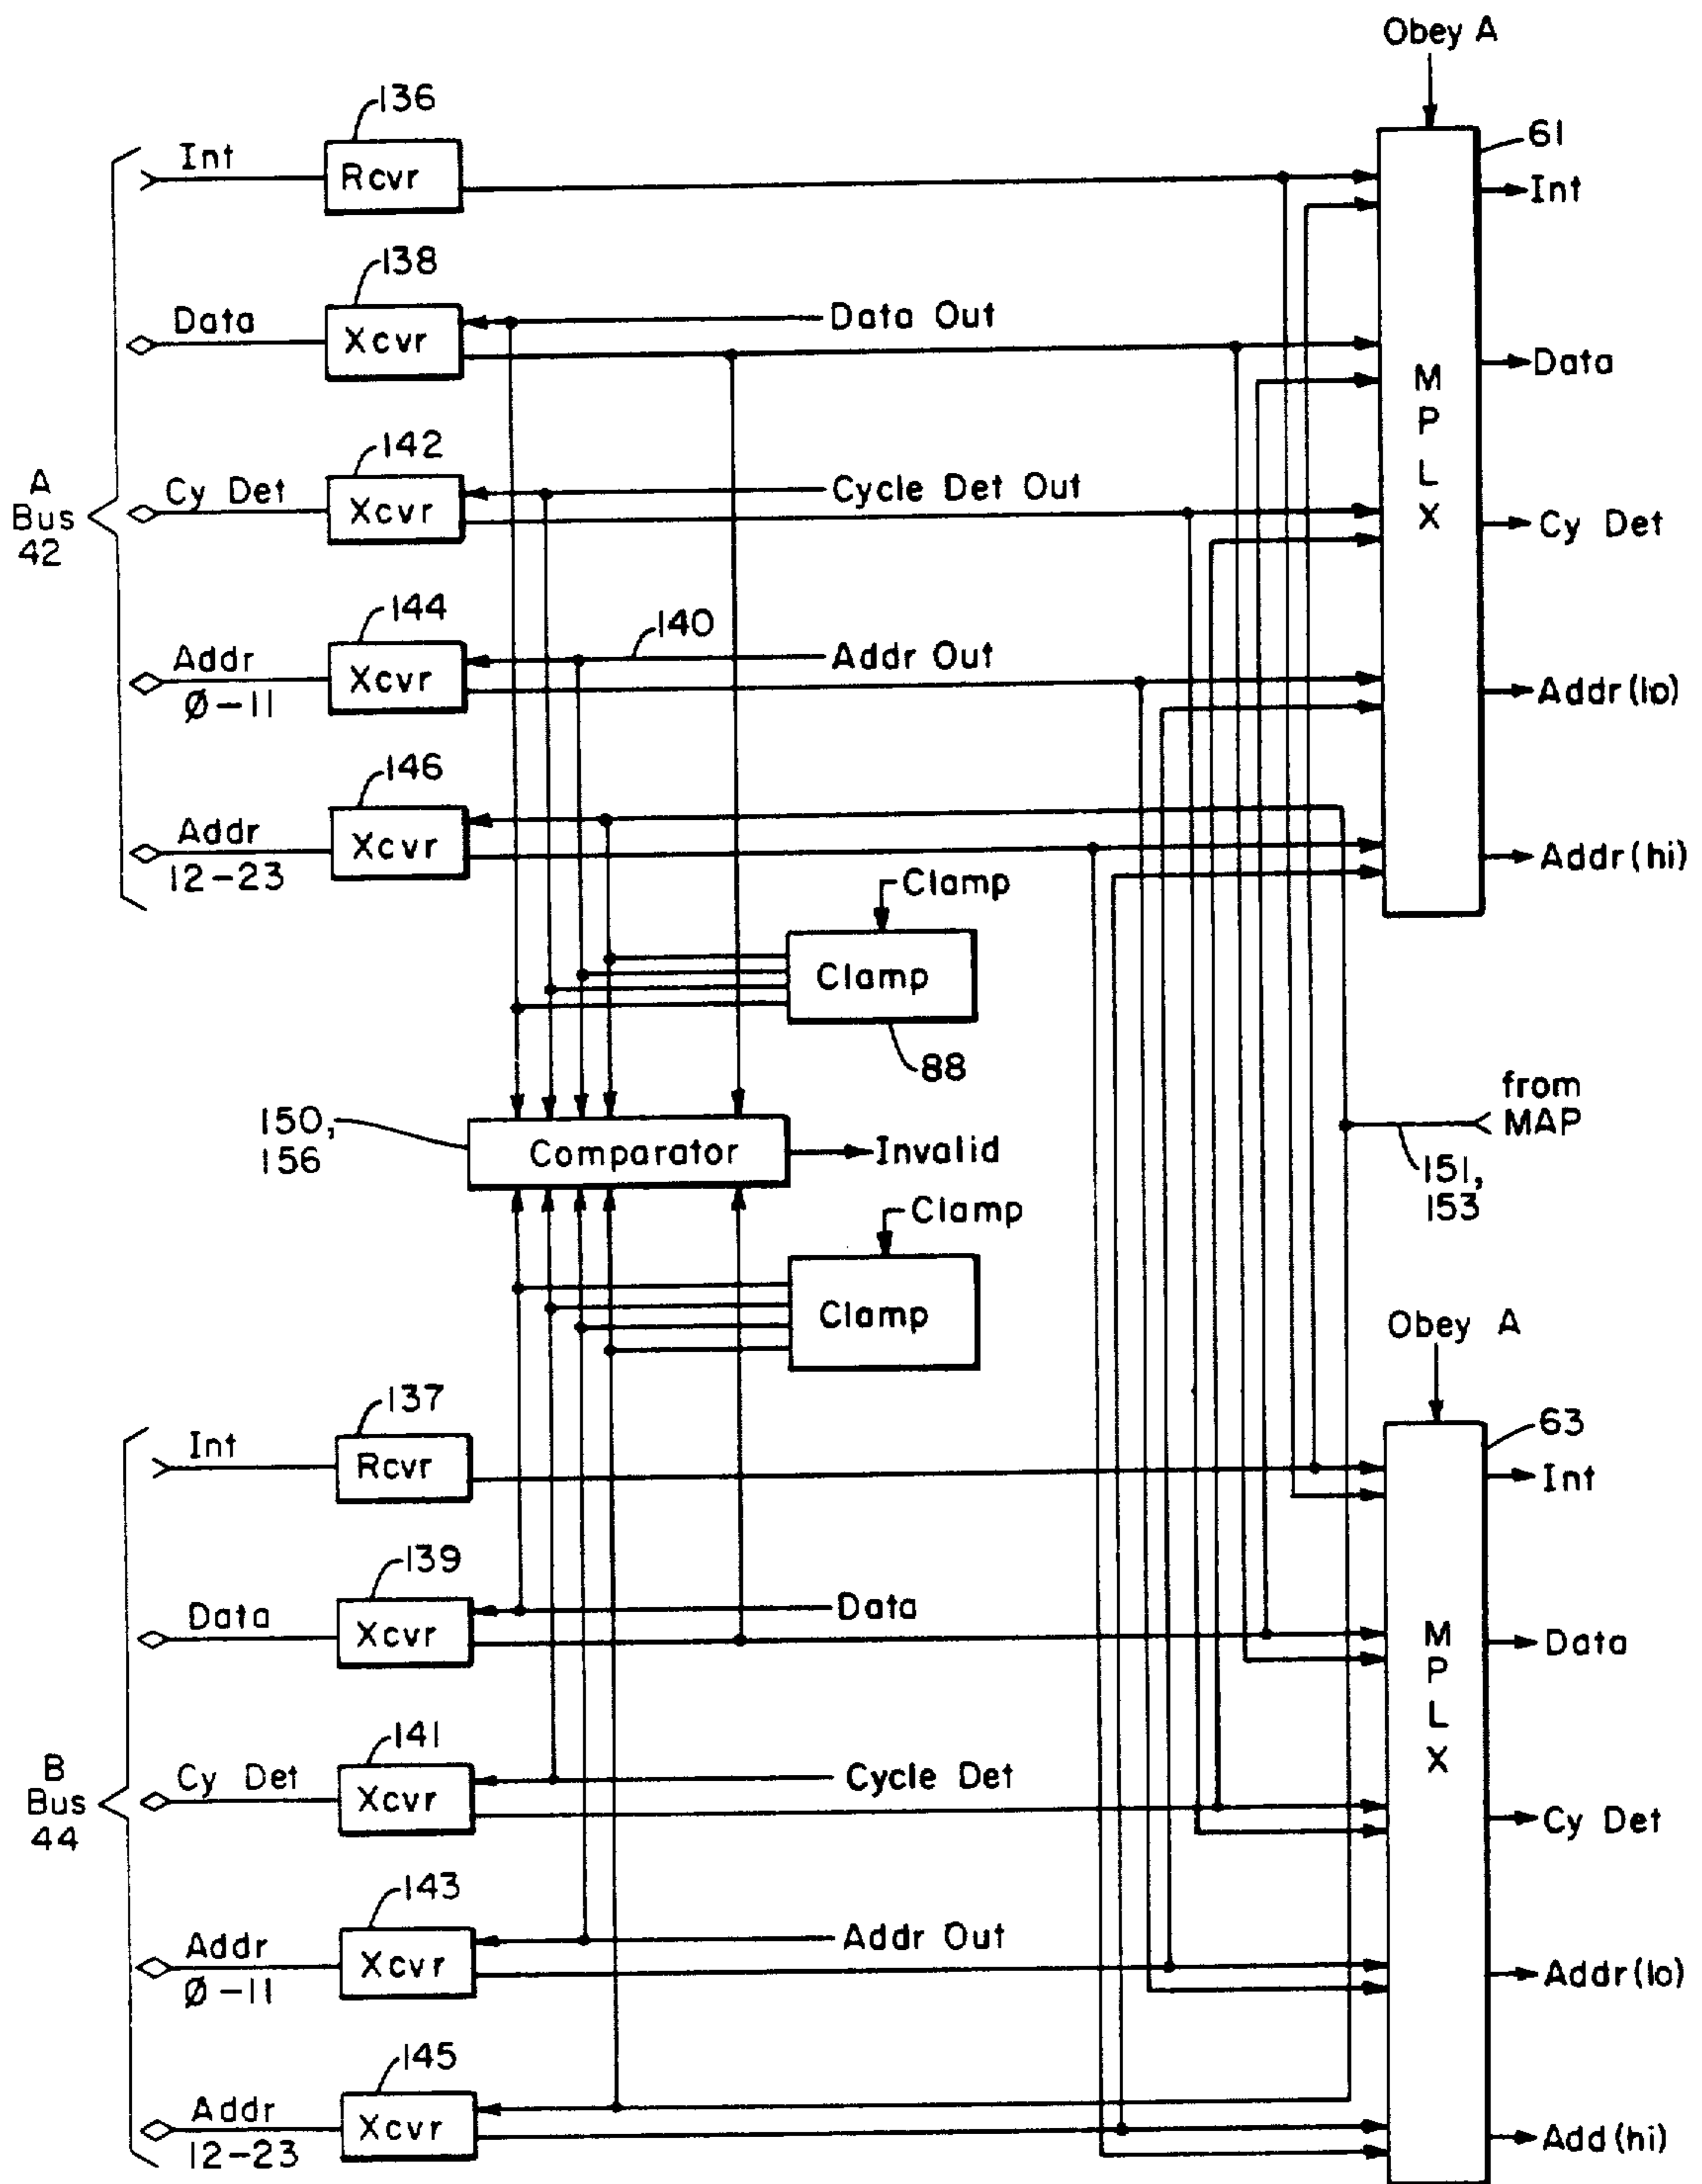 Obey A
136
61
Int
Rcvr
Int
138
Data
Xcvr
Data Out
Data
MPLX
142
A
Bus
42
Cy Det
Xcvr
Cycle Det Out
Cy Det
144
140
Addr
Ø-11
Xcvr
Addr Out
Addr(lo)
146
Addr
12-23
Xcvr
Addr(hi)
Clamp
Clamp
88
from
MAP
150,
156
Comparator
Invalid
151,
153
Clamp
Clamp
Obey A
137
63
Int
Rcvr
Int
139
Data
Xcvr
Data
Data
MPLX
141
B
Bus
44
Cy Det
Xcvr
Cycle Det
Cy Det
143
Addr
Ø-11
Xcvr
Addr Out
Addr(lo)
145
Addr
12-23
Xcvr
Add(hi)